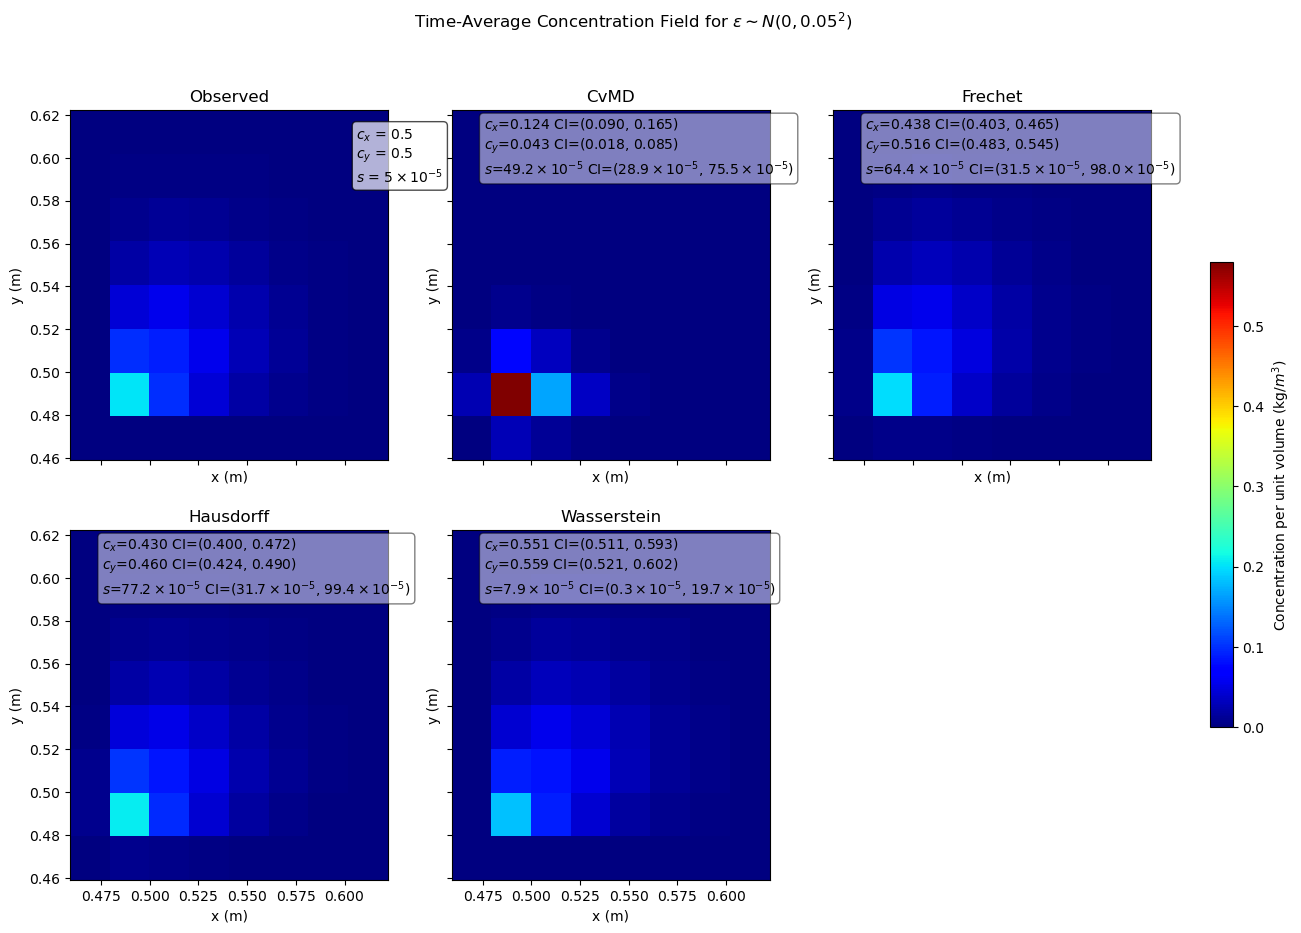 Time-Average Concentration Field for ε ~ N(0, 0.05²)
Observed
CvMD
Frechet
c_x = 0.5
c_y = 0.5
s = 5 × 10⁻⁵
c_x=0.124 CI=(0.090, 0.165)
c_y=0.043 CI=(0.018, 0.085)
s=49.2 × 10⁻⁵ CI=(28.9 × 10⁻⁵, 75.5 × 10⁻⁵)
c_x=0.438 CI=(0.403, 0.465)
c_y=0.516 CI=(0.483, 0.545)
s=64.4 × 10⁻⁵ CI=(31.5 × 10⁻⁵, 98.0 × 10⁻⁵)
0.62
0.60
0.58
0.56
0.54
0.52
0.50
0.48
0.46
y (m)
y (m)
y (m)
x (m)
x (m)
x (m)
Hausdorff
Wasserstein
c_x=0.430 CI=(0.400, 0.472)
c_y=0.460 CI=(0.424, 0.490)
s=77.2 × 10⁻⁵ CI=(31.7 × 10⁻⁵, 99.4 × 10⁻⁵)
c_x=0.551 CI=(0.511, 0.593)
c_y=0.559 CI=(0.521, 0.602)
s=7.9 × 10⁻⁵ CI=(0.3 × 10⁻⁵, 19.7 × 10⁻⁵)
0.62
0.60
0.58
0.56
0.54
0.52
0.50
0.48
0.46
y (m)
y (m)
0.475 0.500 0.525 0.550 0.575 0.600
0.475 0.500 0.525 0.550 0.575 0.600
x (m)
x (m)
0.5
0.4
0.3
0.2
0.1
0.0
Concentration per unit volume (kg/m³)